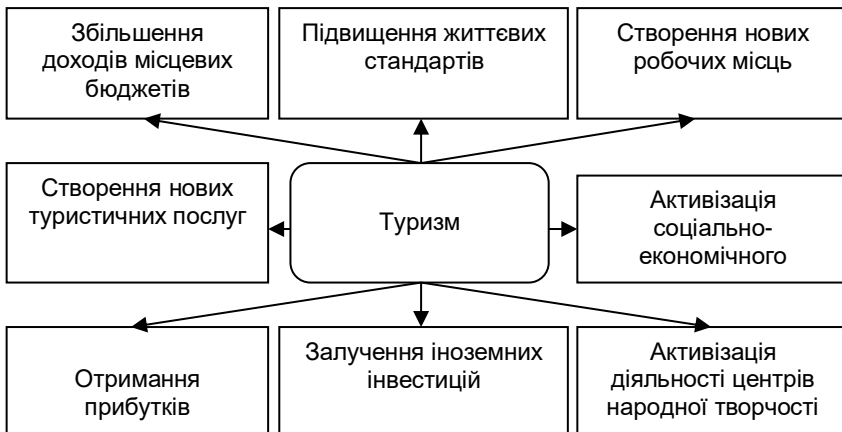 Збільшення
доходів місцевих
бюджетів
Підвищення життєвих
стандартів
Створення нових
робочих місць
Створення нових
туристичних послуг
Туризм
Активізація
соціально-
економічного
Отримання
прибутків
Залучення іноземних
інвестицій
Активізація
діяльності центрів
народної творчості